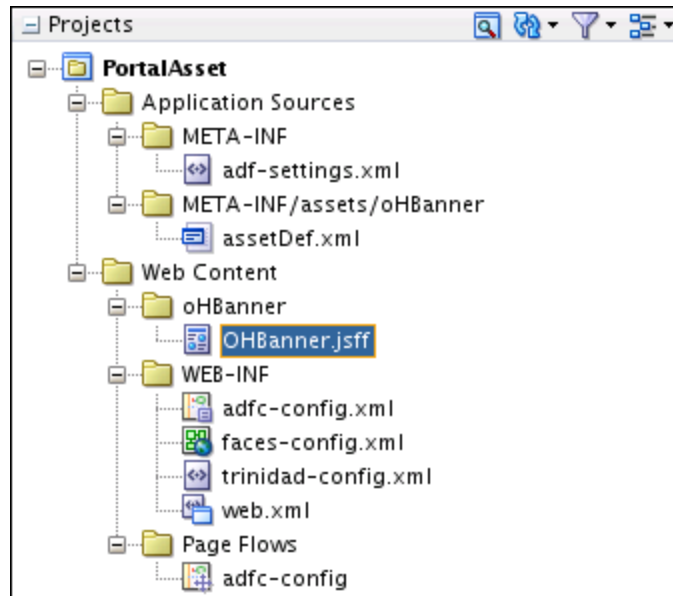 Projects
PortalAsset
Application Sources
META-INF
adf-settings.xml
META-INF/assets/oHBanner
assetDef.xml
Web Content
oHBanner
OHBanner.jsff
WEB-INF
adfc-config.xml
faces-config.xml
trinidad-config.xml
web.xml
Page Flows
adfc-config